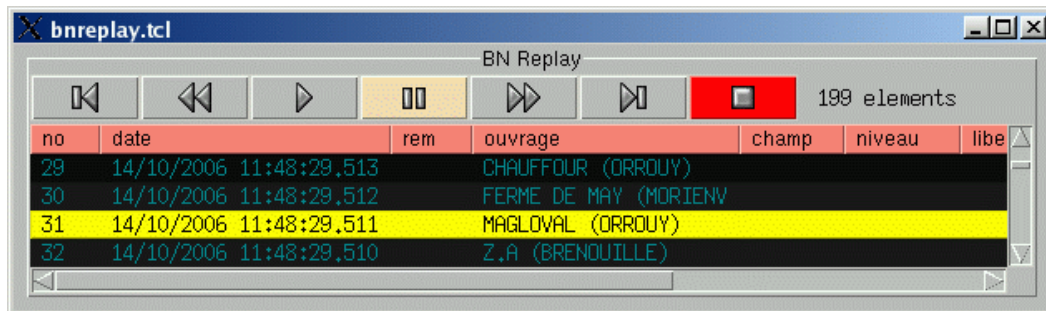 bnreplay.tcl
BN Replay
199 elements
no date rem ouvrage champ niveau libe
29 14/10/2006 11:48:29.513 CHAUFFOUR (ORROUY)
30 14/10/2006 11:48:29.512 FERME DE MAY (MORIENV
31 14/10/2006 11:48:29.511 MAGLOVAL (ORROUY)
32 14/10/2006 11:48:29.510 Z.A (BRENOUILLE)